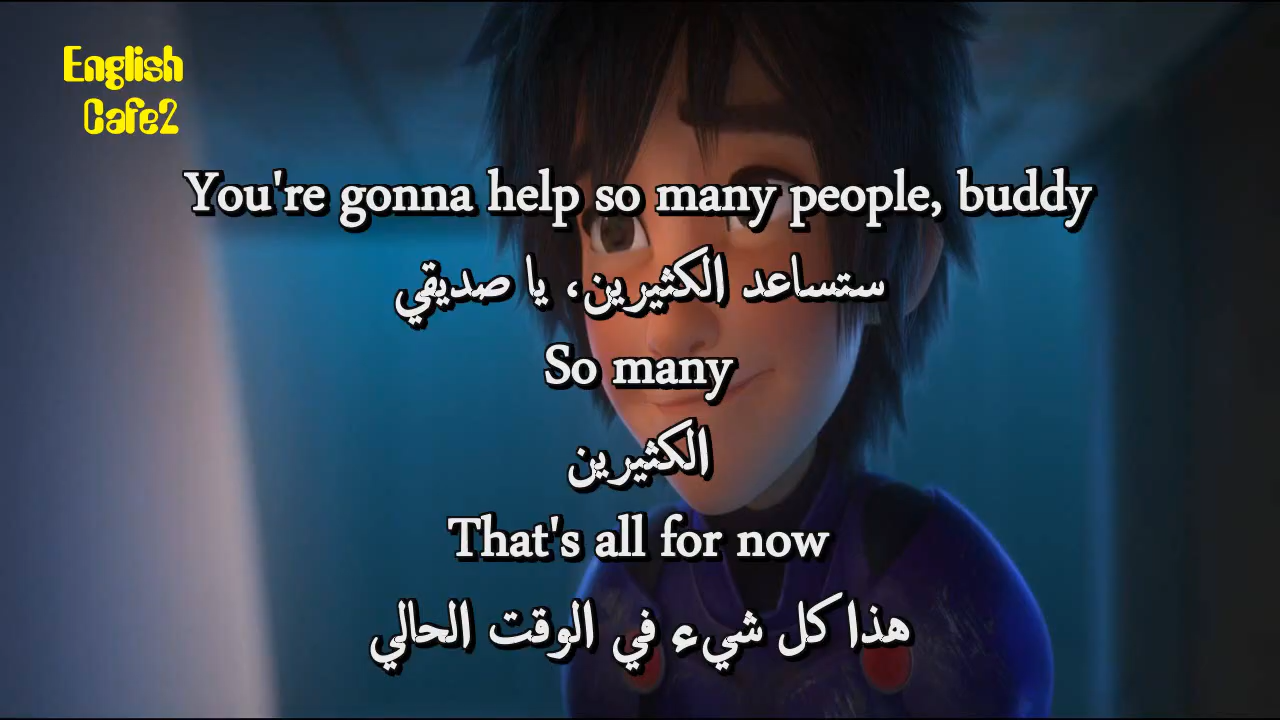 English
Cafe2
You're gonna help so many people, buddy
ستساعد الكثيرين، يا صديقي
So many
الكثيرين
That's all for now
هذا كل شيء في الوقت الحالي